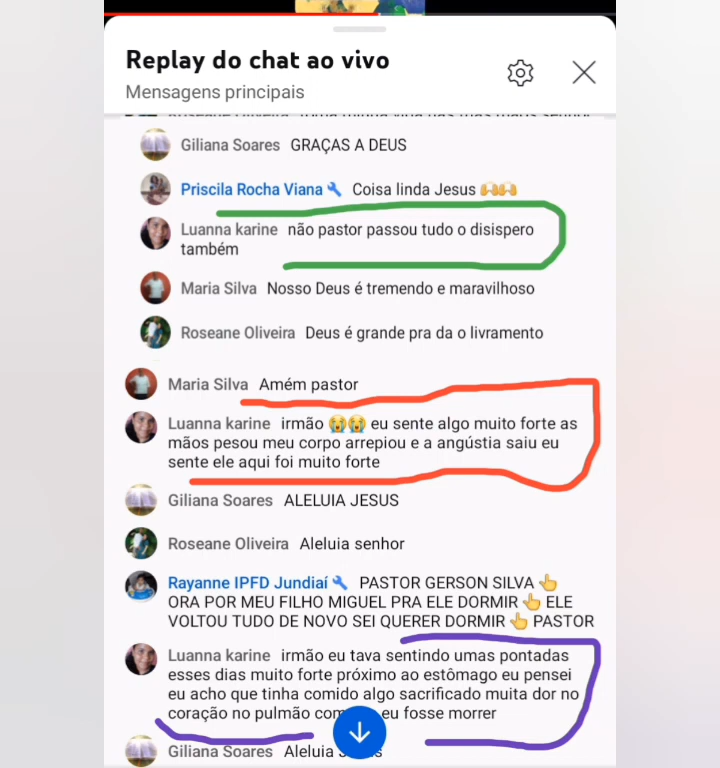 Replay do chat ao vivo
Mensagens principais
Giliana Soares GRAÇAS A DEUS
Priscila Rocha Viana🔧 Coisa linda Jesus 🙌🙌
Luanna karine não pastor passou tudo o disispero
também
Maria Silva Nosso Deus é tremendo e maravilhoso
Roseane Oliveira Deus é grande pra da o livramento
Maria Silva Amém pastor
Luanna karine irmão 😭😭 eu sente algo muito forte as
mãos pesou meu corpo arrepiou e a angústia saiu eu
sente ele aqui foi muito forte
Giliana Soares ALELUIA JESUS
Roseane Oliveira Aleluia senhor
Rayanne IPFD Jundiaí🔧 PASTOR GERSON SILVA 👆
ORA POR MEU FILHO MIGUEL PRA ELE DORMIR 👆 ELE
VOLTOU TUDO DE NOVO SEI QUERER DORMIR 👆 PASTOR
Luanna karine irmão eu tava sentindo umas pontadas
esses dias muito forte próximo ao estômago eu pensei
eu acho que tinha comido algo sacrificado muita dor no
coração no pulmão eu fosse morrer
Giliana Soares Aleluia